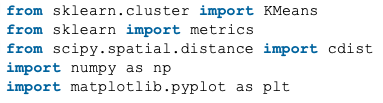 from sklearn.cluster import KMeans
from sklearn import metrics
from scipy.spatial.distance import cdist
import numpy as np
import matplotlib.pyplot as plt